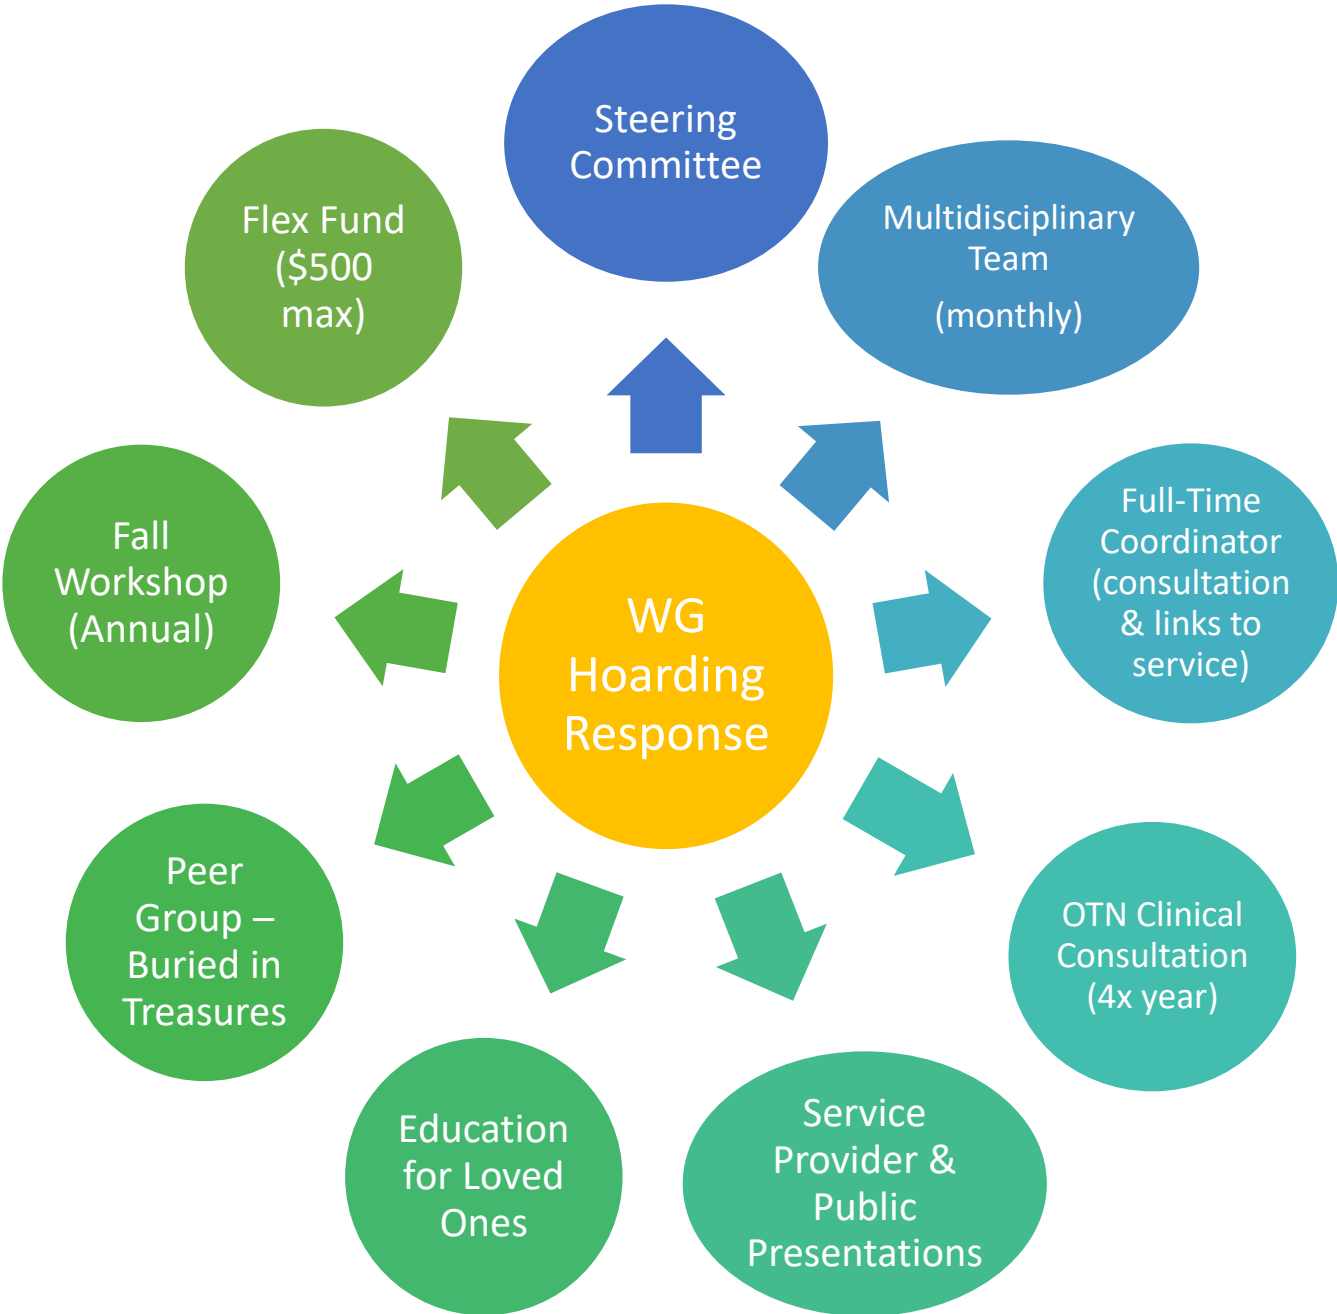 Steering
Committee
Multidisciplinary
Team
(monthly)
Full-Time
Coordinator
(consultation
& links to
service)
OTN Clinical
Consultation
(4x year)
Service
Provider &
Public
Presentations
Education
for Loved
Ones
Peer
Group –
Buried in
Treasures
Fall
Workshop
(Annual)
Flex Fund
($500
max)
WG
Hoarding
Response